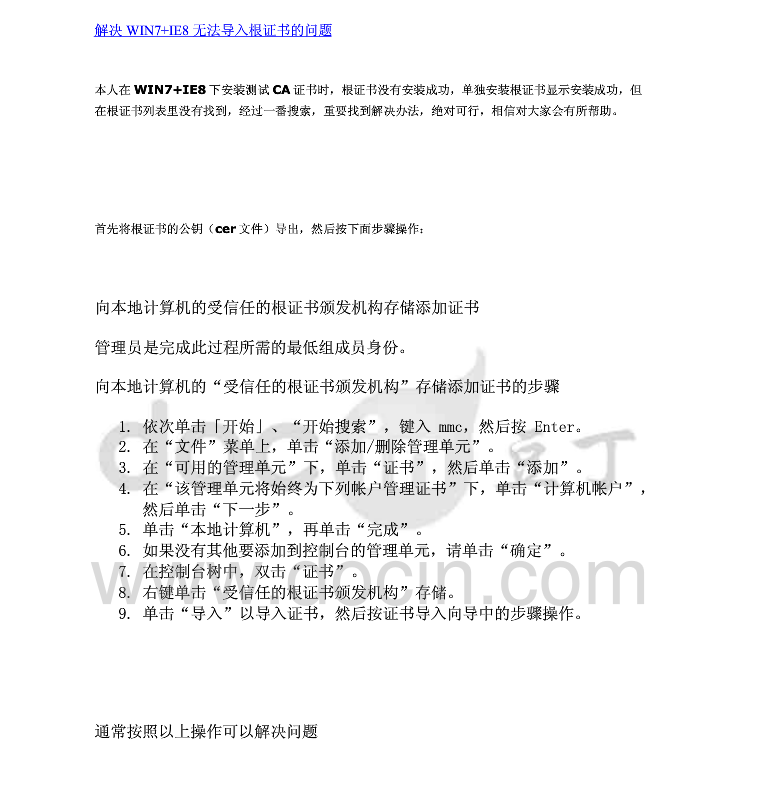 解决 WIN7+IE8 无法导入根证书的问题
本人在 WIN7+IE8 下安装测试 CA 证书时，根证书没有安装成功，单独安装根证书显示安装成功，但
在根证书列表里没有找到，经过一番搜索，重要找到解决办法，绝对可行，相信对大家会有所帮助。
首先将根证书的公钥（cer 文件）导出，然后按下面步骤操作：
向本地计算机的受信任的根证书颁发机构存储添加证书
管理员是完成此过程所需的最低组成员身份。
向本地计算机的“受信任的根证书颁发机构”存储添加证书的步骤
1. 依次单击「开始」、“开始搜索”，键入 mmc，然后按 Enter。
2. 在“文件”菜单上，单击“添加/删除管理单元”。
3. 在“可用的管理单元”下，单击“证书”，然后单击“添加”。
4. 在“该管理单元将始终为下列帐户管理证书”下，单击“计算机帐户”，
然后单击“下一步”。
5. 单击“本地计算机”，再单击“完成”。
6. 如果没有其他要添加到控制台的管理单元，请单击“确定”。
7. 在控制台树中，双击“证书”。
8. 右键单击“受信任的根证书颁发机构”存储。
9. 单击“导入”以导入证书，然后按证书导入向导中的步骤操作。
通常按照以上操作可以解决问题
docin 豆丁
www.docin.com